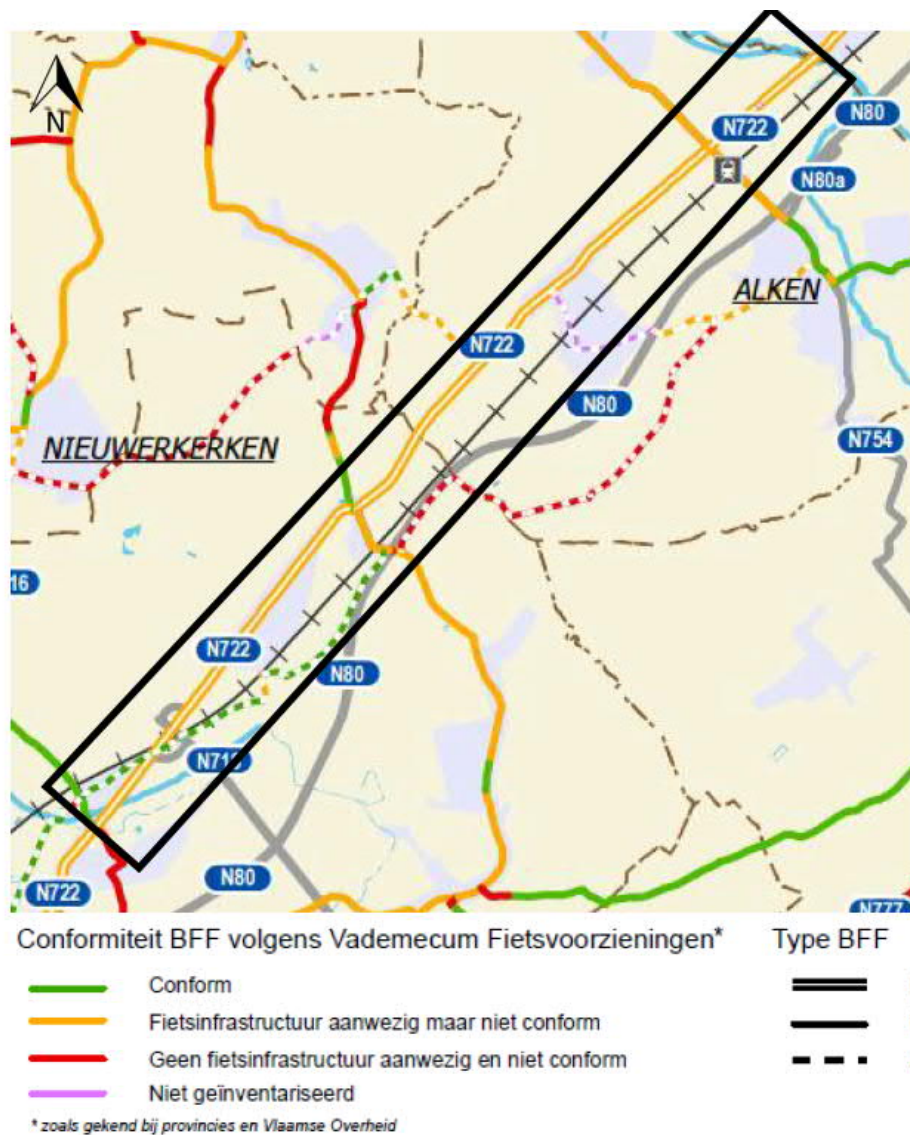 N
N722
N80
N80a
ALKEN
N722
N80
NIEUWERKERKEN
N754
16
N722
N80
N80
N722
Conformiteit BFF volgens Vademecum Fietsvoorzieningen*
Type BFF
Conform
Fietsinfrastructuur aanwezig maar niet conform
Geen fietsinfrastructuur aanwezig en niet conform
Niet geïnventariseerd
* zoals gekend bij provincies en Vlaamse Overheid